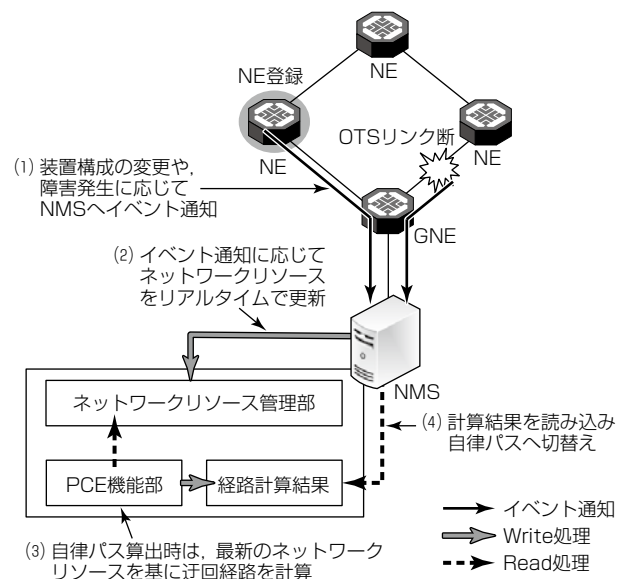 NE
NE登録
OTSリンク断
NE
NE
(1) 装置構成の変更や,
障害発生に応じて
NMSへイベント通知
GNE
(2) イベント通知に応じて
ネットワークリソース
をリアルタイムで更新
NMS
ネットワークリソース管理部
(4) 計算結果を読み込み
自律パスへ切替え
PCE機能部
経路計算結果
イベント通知
Write処理
Read処理
(3) 自律パス算出時は, 最新のネットワーク
リソースを基に迂回経路を計算